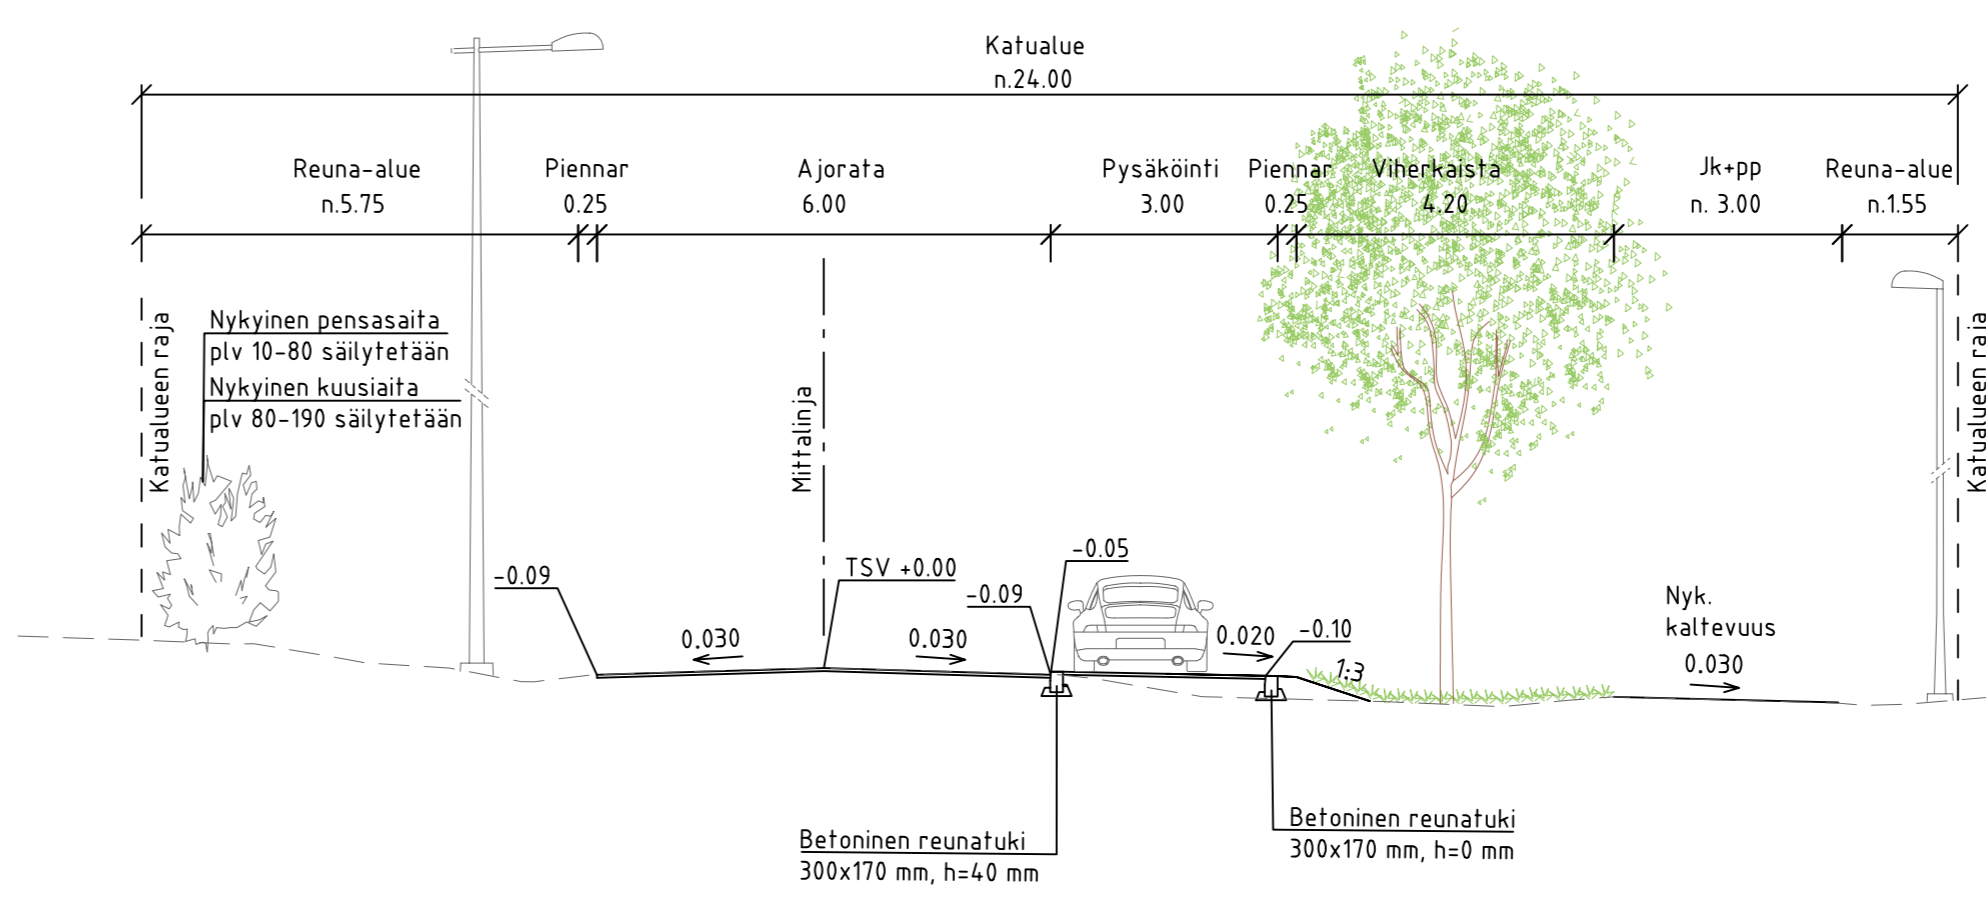 Katualue
n.24.00
Reuna-alue
n.5.75
Piennar
0.25
Ajorata
6.00
Pysäköinti
3.00
Piennar
0.25
Viherkaista
4.20
Jk+pp
n. 3.00
Reuna-alue
n.1.55
Katualueen raja
Nykyinen pensasaita
plv 10-80 säilytetään
Nykyinen kuusiaita
plv 80-190 säilytetään
Mittalinja
Katualueen raja
-0.09
TSV +0.00
-0.09
-0.05
0.030
0.030
0.020
-0.10
1:3
Nyk.
kaltevuus
0.030
Betoninen reunatuki
300x170 mm, h=40 mm
Betoninen reunatuki
300x170 mm, h=0 mm